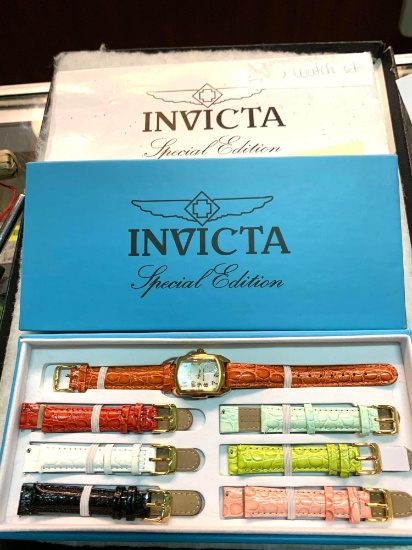 watch set
INVICTA
Special Edition
INVICTA
Special Edition